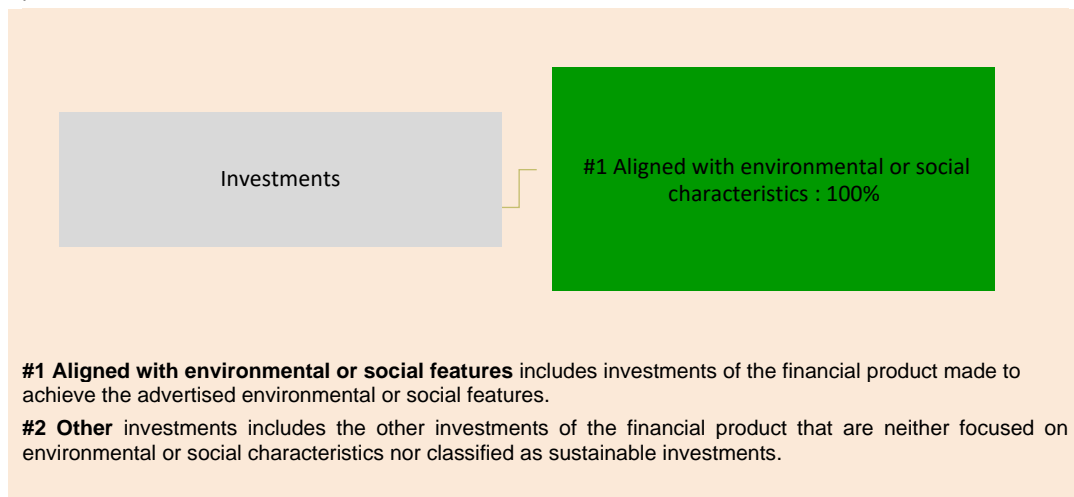 Investments
#1 Aligned with environmental or social
characteristics : 100%
#1 Aligned with environmental or social features includes investments of the financial product made to
achieve the advertised environmental or social features.
#2 Other investments includes the other investments of the financial product that are neither focused on
environmental or social characteristics nor classified as sustainable investments.